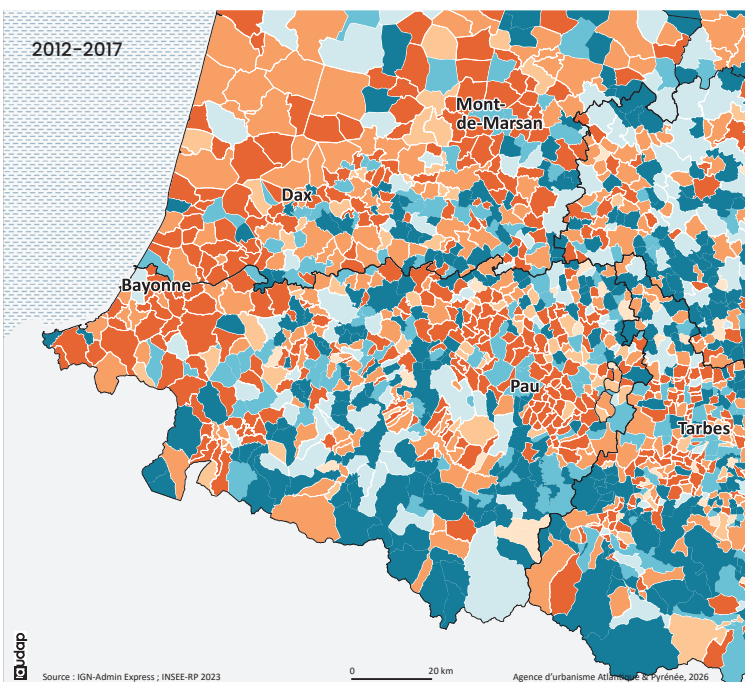 2012-2017
Mont-
de-Marsan
Dax
Bayonne
Pau
Tarbes
audap
Source : IGN-Admin Express ; INSEE-RP 2023
0 20 km
Agence d'urbanisme Atlantique & Pyrénée, 2026